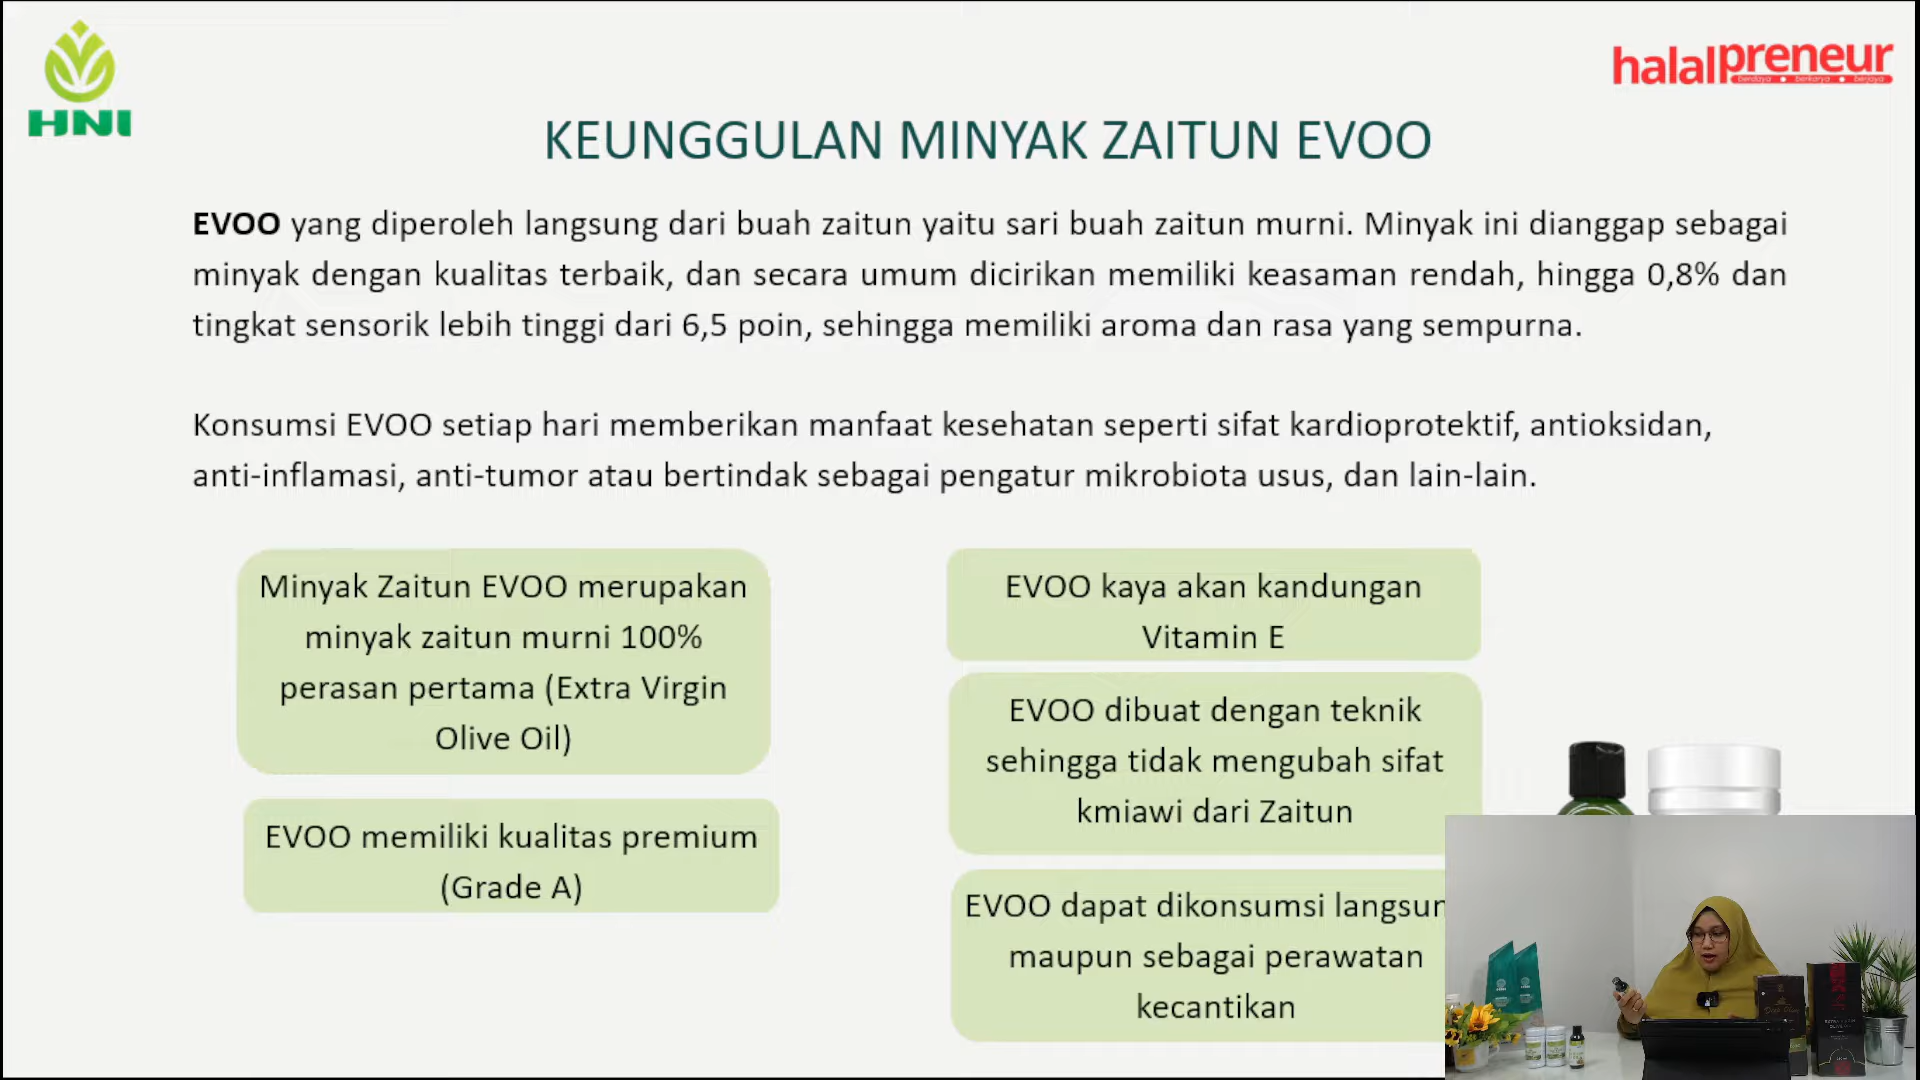 HNI
halalpreneur
berdaya • berkarya • berjaya
KEUNGGULAN MINYAK ZAITUN EVOO
EVOO yang diperoleh langsung dari buah zaitun yaitu sari buah zaitun murni. Minyak ini dianggap sebagai
minyak dengan kualitas terbaik, dan secara umum dicirikan memiliki keasaman rendah, hingga 0,8% dan
tingkat sensorik lebih tinggi dari 6,5 poin, sehingga memiliki aroma dan rasa yang sempurna.
Konsumsi EVOO setiap hari memberikan manfaat kesehatan seperti sifat kardioprotektif, antioksidan,
anti-inflamasi, anti-tumor atau bertindak sebagai pengatur mikrobiota usus, dan lain-lain.
Minyak Zaitun EVOO merupakan
minyak zaitun murni 100%
perasan pertama (Extra Virgin
Olive Oil)
EVOO memiliki kualitas premium
(Grade A)
EVOO kaya akan kandungan
Vitamin E
EVOO dibuat dengan teknik
sehingga tidak mengubah sifat
kmiawi dari Zaitun
EVOO dapat dikonsumsi langsun
maupun sebagai perawatan
kecantikan